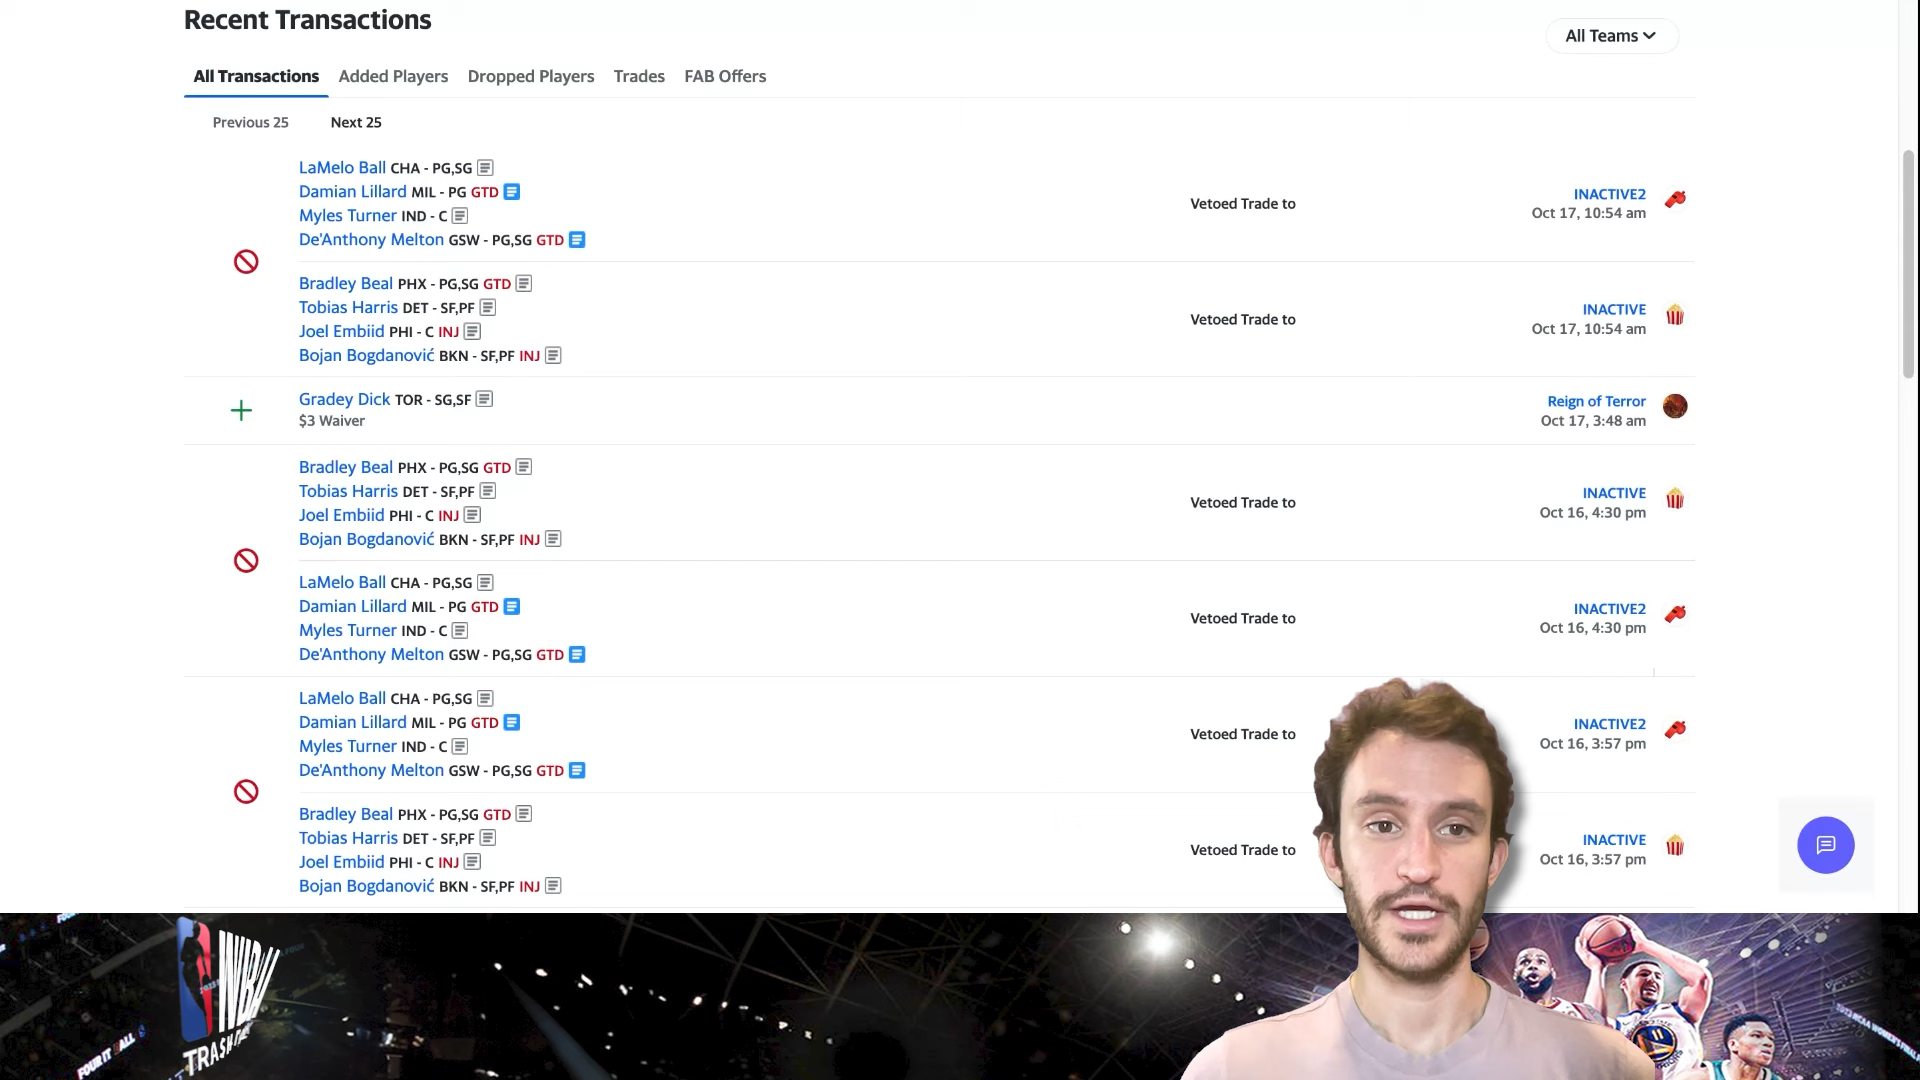 Recent Transactions
All Teams
All Transactions Added Players Dropped Players Trades FAB Offers
Previous 25 Next 25
LaMelo Ball CHA - PG,SG
Damian Lillard MIL - PG GTD
Myles Turner IND - C
De'Anthony Melton GSW - PG,SG GTD
Vetoed Trade to
INACTIVE2
Oct 17, 10:54 am
Bradley Beal PHX - PG,SG GTD
Tobias Harris DET - SF,PF
Joel Embiid PHI - C INJ
Bojan Bogdanović BKN - SF,PF INJ
Vetoed Trade to
INACTIVE
Oct 17, 10:54 am
Gradey Dick TOR - SG,SF
$3 Waiver
Reign of Terror
Oct 17, 3:48 am
Bradley Beal PHX - PG,SG GTD
Tobias Harris DET - SF,PF
Joel Embiid PHI - C INJ
Bojan Bogdanović BKN - SF,PF INJ
Vetoed Trade to
INACTIVE
Oct 16, 4:30 pm
LaMelo Ball CHA - PG,SG
Damian Lillard MIL - PG GTD
Myles Turner IND - C
De'Anthony Melton GSW - PG,SG GTD
Vetoed Trade to
INACTIVE2
Oct 16, 4:30 pm
LaMelo Ball CHA - PG,SG
Damian Lillard MIL - PG GTD
Myles Turner IND - C
De'Anthony Melton GSW - PG,SG GTD
Vetoed Trade to
INACTIVE2
Oct 16, 3:57 pm
Bradley Beal PHX - PG,SG GTD
Tobias Harris DET - SF,PF
Joel Embiid PHI - C INJ
Bojan Bogdanović BKN - SF,PF INJ
Vetoed Trade to
INACTIVE
Oct 16, 3:57 pm